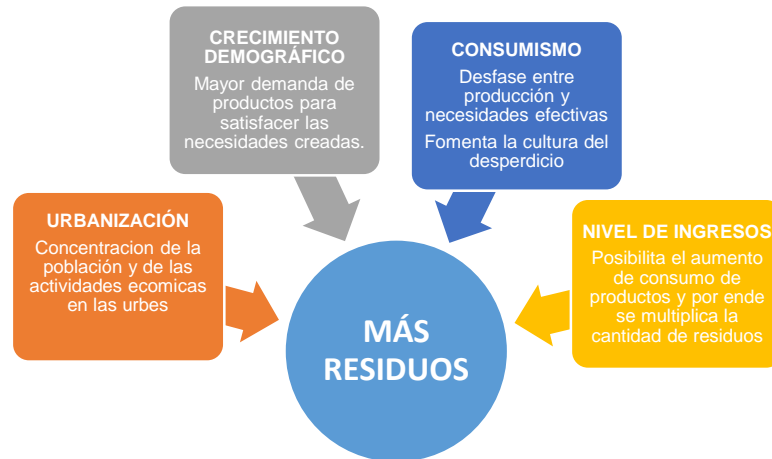 CRECIMIENTO
DEMOGRÁFICO
Mayor demanda de
productos para
satisfacer las
necesidades creadas.
CONSUMISMO
Desfase entre
producción y
necesidades efectivas
Fomenta la cultura del
desperdicio
URBANIZACIÓN
Concentracion de la
población y de las
actividades ecomicas
en las urbes
NIVEL DE INGRESOS
Posibilita el aumento
de consumo de
productos y por ende
se multiplica la
cantidad de residuos
MÁS
RESIDUOS